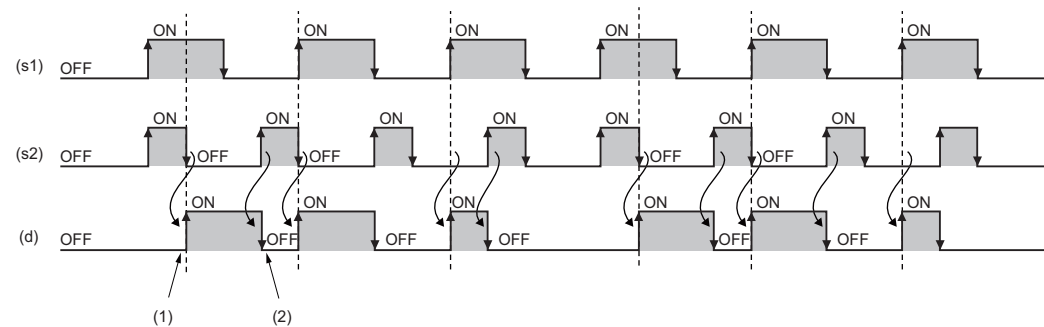 ON ON ON ON ON ON
(s1) OFF
ON ON ON ON ON ON ON ON
(s2) OFF OFF OFF OFF OFF
ON ON ON ON ON ON
(d) OFF OFF OFF OFF OFF OFF
(1) (2)